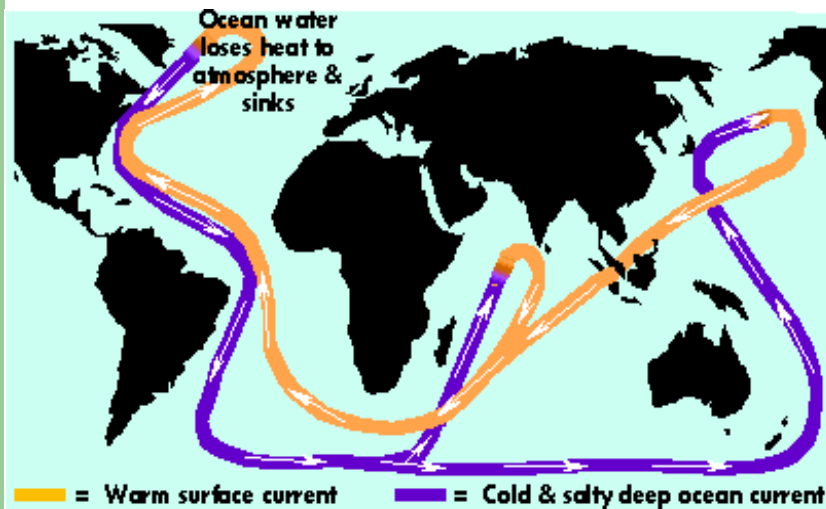 Ocean water
loses heat to
atmosphere &
sinks
= Warm surface current
= Cold & salty deep ocean current